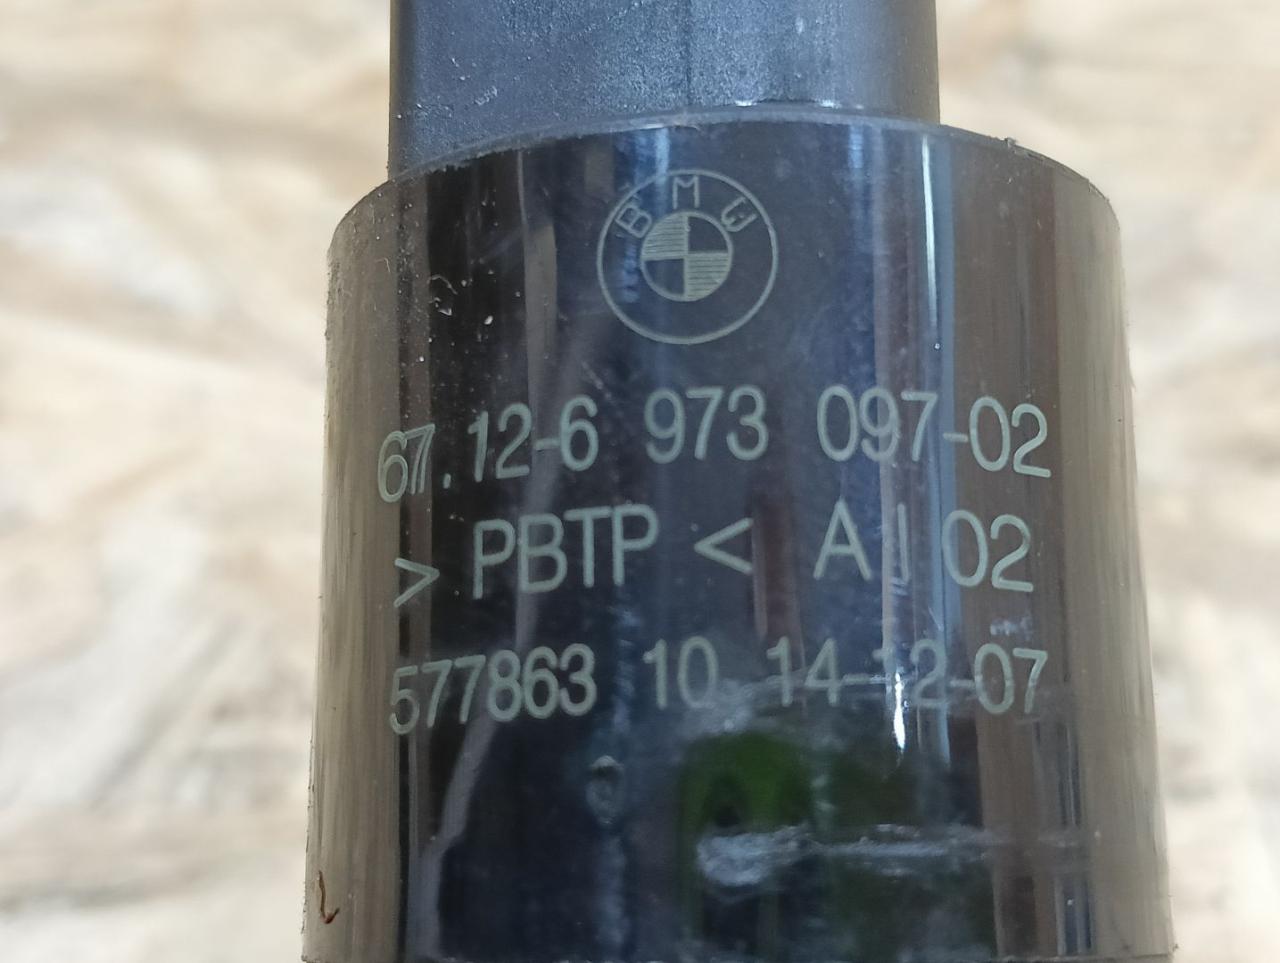 BMW
67.12-6 973 097-02
> PBTP < A I 02
577863 10 14-12-07